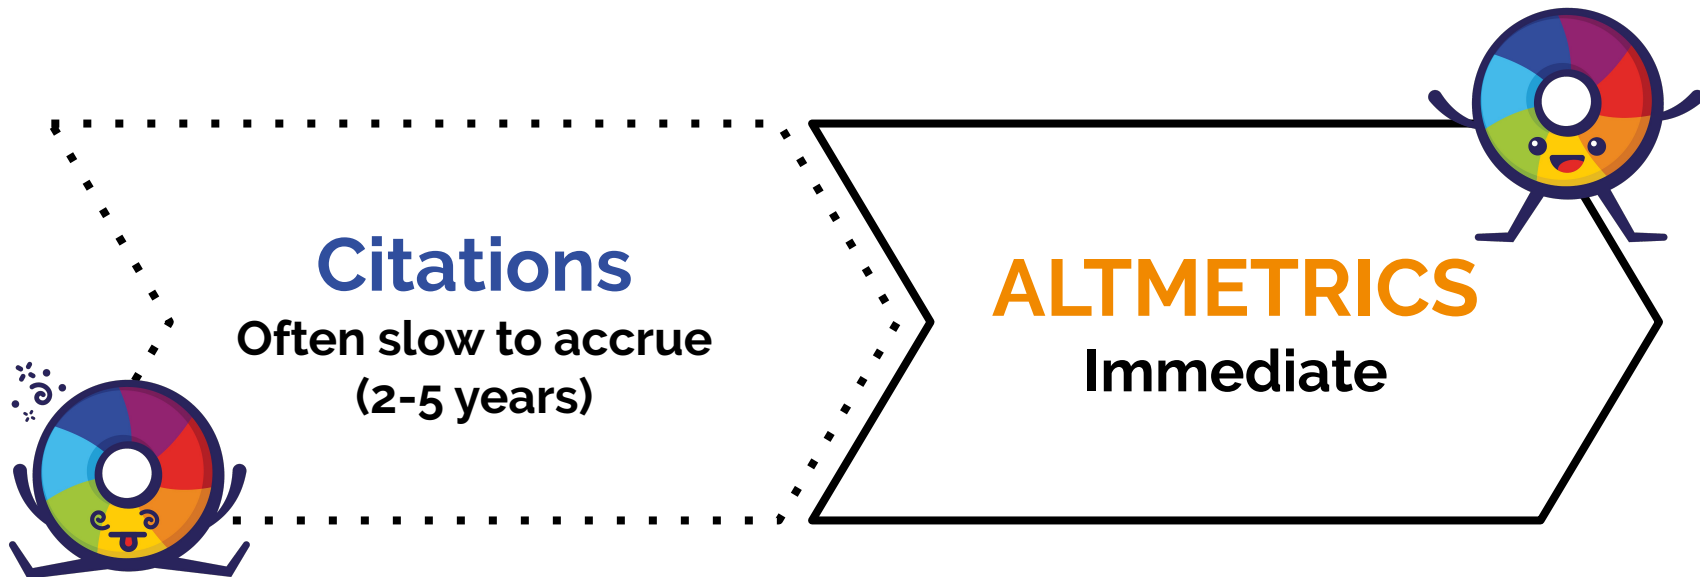 Citations
Often slow to accrue
(2-5 years)
ALTMETRICS
Immediate